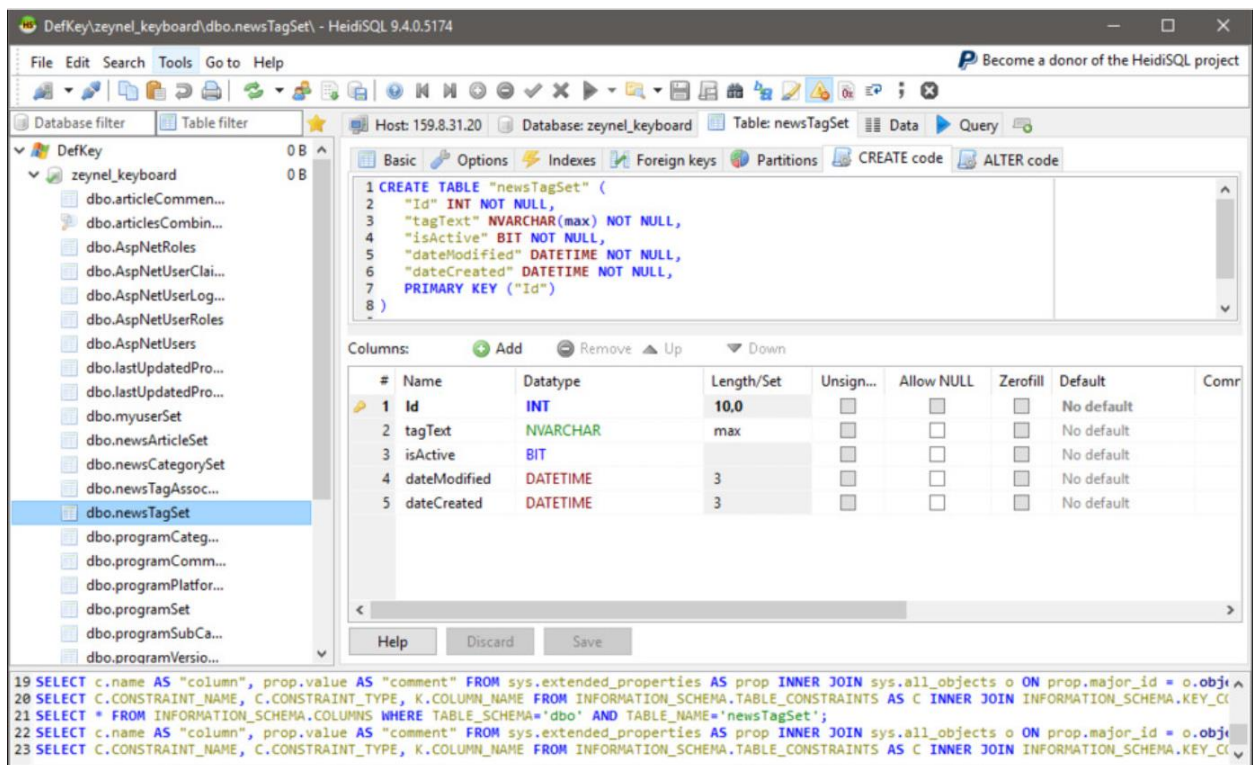 DefKey\zeynel_keyboard\dbo.newsTagSet\ - HeidiSQL 9.4.0.5174
File Edit Search Tools Go to Help
Become a donor of the HeidiSQL project
Database filter Table filter
Host: 159.8.31.20 Database: zeynel_keyboard Table: newsTagSet Data Query
DefKey 0 B
zeynel_keyboard 0 B
dbo.articleCommen...
dbo.articlesCombin...
dbo.AspNetRoles
dbo.AspNetUserClai...
dbo.AspNetUserLog...
dbo.AspNetUserRoles
dbo.AspNetUsers
dbo.lastUpdatedPro...
dbo.lastUpdatedPro...
dbo.myuserSet
dbo.newsArticleSet
dbo.newsCategorySet
dbo.newsTagAssoc...
dbo.newsTagSet
dbo.programCateg...
dbo.programComm...
dbo.programPlatfor...
dbo.programSet
dbo.programSubCa...
dbo.programVersio...
Basic Options Indexes Foreign keys Partitions CREATE code ALTER code
1 CREATE TABLE "newsTagSet" (
2 "Id" INT NOT NULL,
3 "tagText" NVARCHAR(max) NOT NULL,
4 "isActive" BIT NOT NULL,
5 "dateModified" DATETIME NOT NULL,
6 "dateCreated" DATETIME NOT NULL,
7 PRIMARY KEY ("Id")
8 )
Columns: Add Remove Up Down
# Name Datatype Length/Set Unsign... Allow NULL Zerofill Default Comr
1 Id INT 10,0 No default
2 tagText NVARCHAR max No default
3 isActive BIT No default
4 dateModified DATETIME 3 No default
5 dateCreated DATETIME 3 No default
Help Discard Save
19 SELECT c.name AS "column", prop.value AS "comment" FROM sys.extended_properties AS prop INNER JOIN sys.all_objects o ON prop.major_id = o.obje
20 SELECT C.CONSTRAINT_NAME, C.CONSTRAINT_TYPE, K.COLUMN_NAME FROM INFORMATION_SCHEMA.TABLE_CONSTRAINTS AS C INNER JOIN INFORMATION_SCHEMA.KEY_CO
21 SELECT * FROM INFORMATION_SCHEMA.COLUMNS WHERE TABLE_SCHEMA='dbo' AND TABLE_NAME='newsTagSet';
22 SELECT c.name AS "column", prop.value AS "comment" FROM sys.extended_properties AS prop INNER JOIN sys.all_objects o ON prop.major_id = o.obje
23 SELECT C.CONSTRAINT_NAME, C.CONSTRAINT_TYPE, K.COLUMN_NAME FROM INFORMATION_SCHEMA.TABLE_CONSTRAINTS AS C INNER JOIN INFORMATION_SCHEMA.KEY_CO